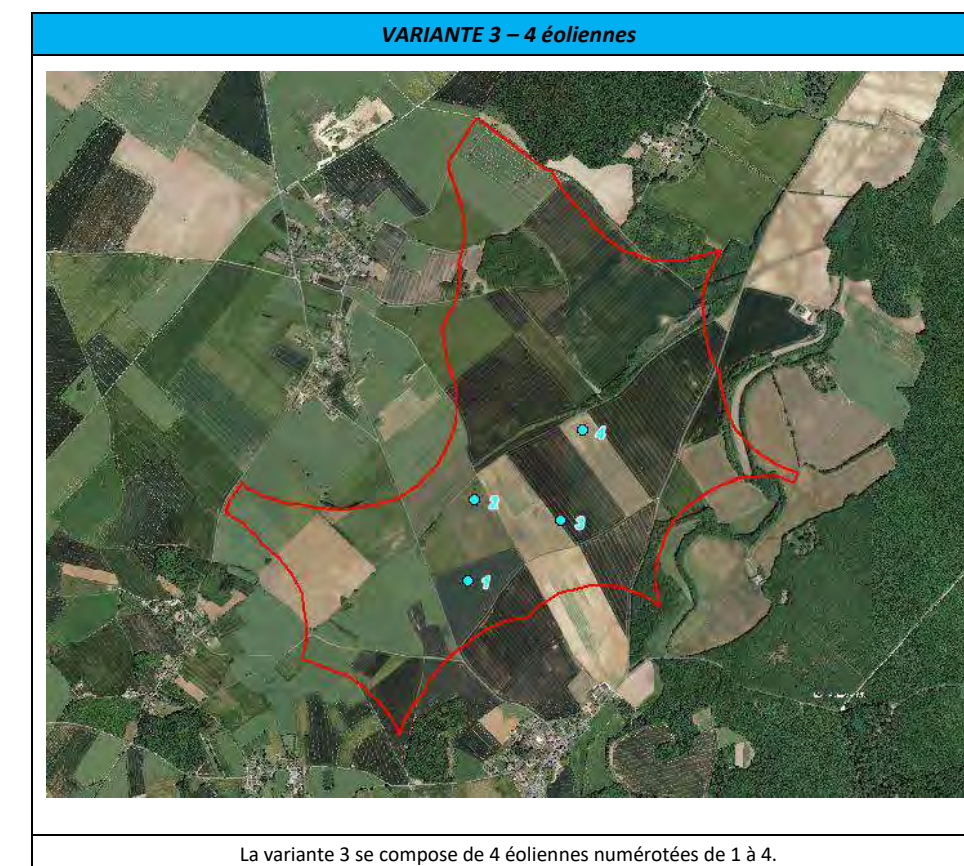 VARIANTE 3 – 4 éoliennes
4
2
3
1
La variante 3 se compose de 4 éoliennes numérotées de 1 à 4.